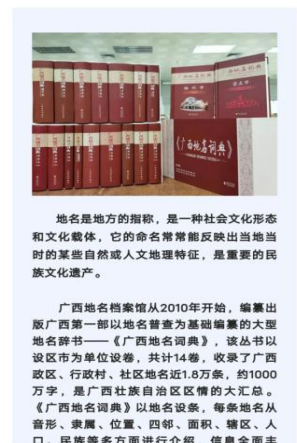 《广西地名词典》
地名是地方的指称，是一种社会文化形态
和文化载体，它的命名常常能反映出当地当
时的某些自然或人文地理特征，是重要的民
族文化遗产。
广西地名档案馆从2010年开始，编纂出
版广西第一部以地名普查为基础编纂的大型
地名辞书——《广西地名词典》，该丛书以
设区市为单位设卷，共计14卷，收录了广西
政区、行政村、社区地名近1.8万条，约1000
万字，是广西壮族自治区区情的大汇总。
《广西地名词典》以地名设条，每条地名从
音形、隶属、位置、四邻、面积、辖区、人
口、民族等多方面进行介绍，信息全面丰